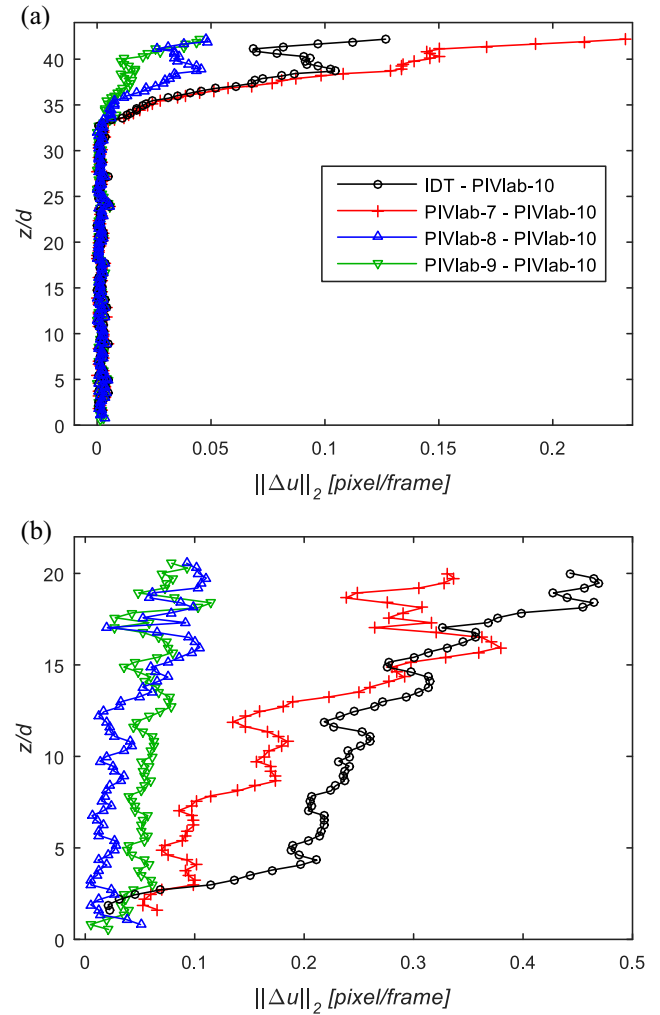 (a)
40
35
30
25
20
15
10
5
0
z/d
IDT - PIVlab-10
PIVlab-7 - PIVlab-10
PIVlab-8 - PIVlab-10
PIVlab-9 - PIVlab-10
0 0.05 0.1 0.15 0.2
||Δu||₂ [pixel/frame]
(b)
20
15
10
5
0
z/d
0 0.1 0.2 0.3 0.4 0.5
||Δu||₂ [pixel/frame]